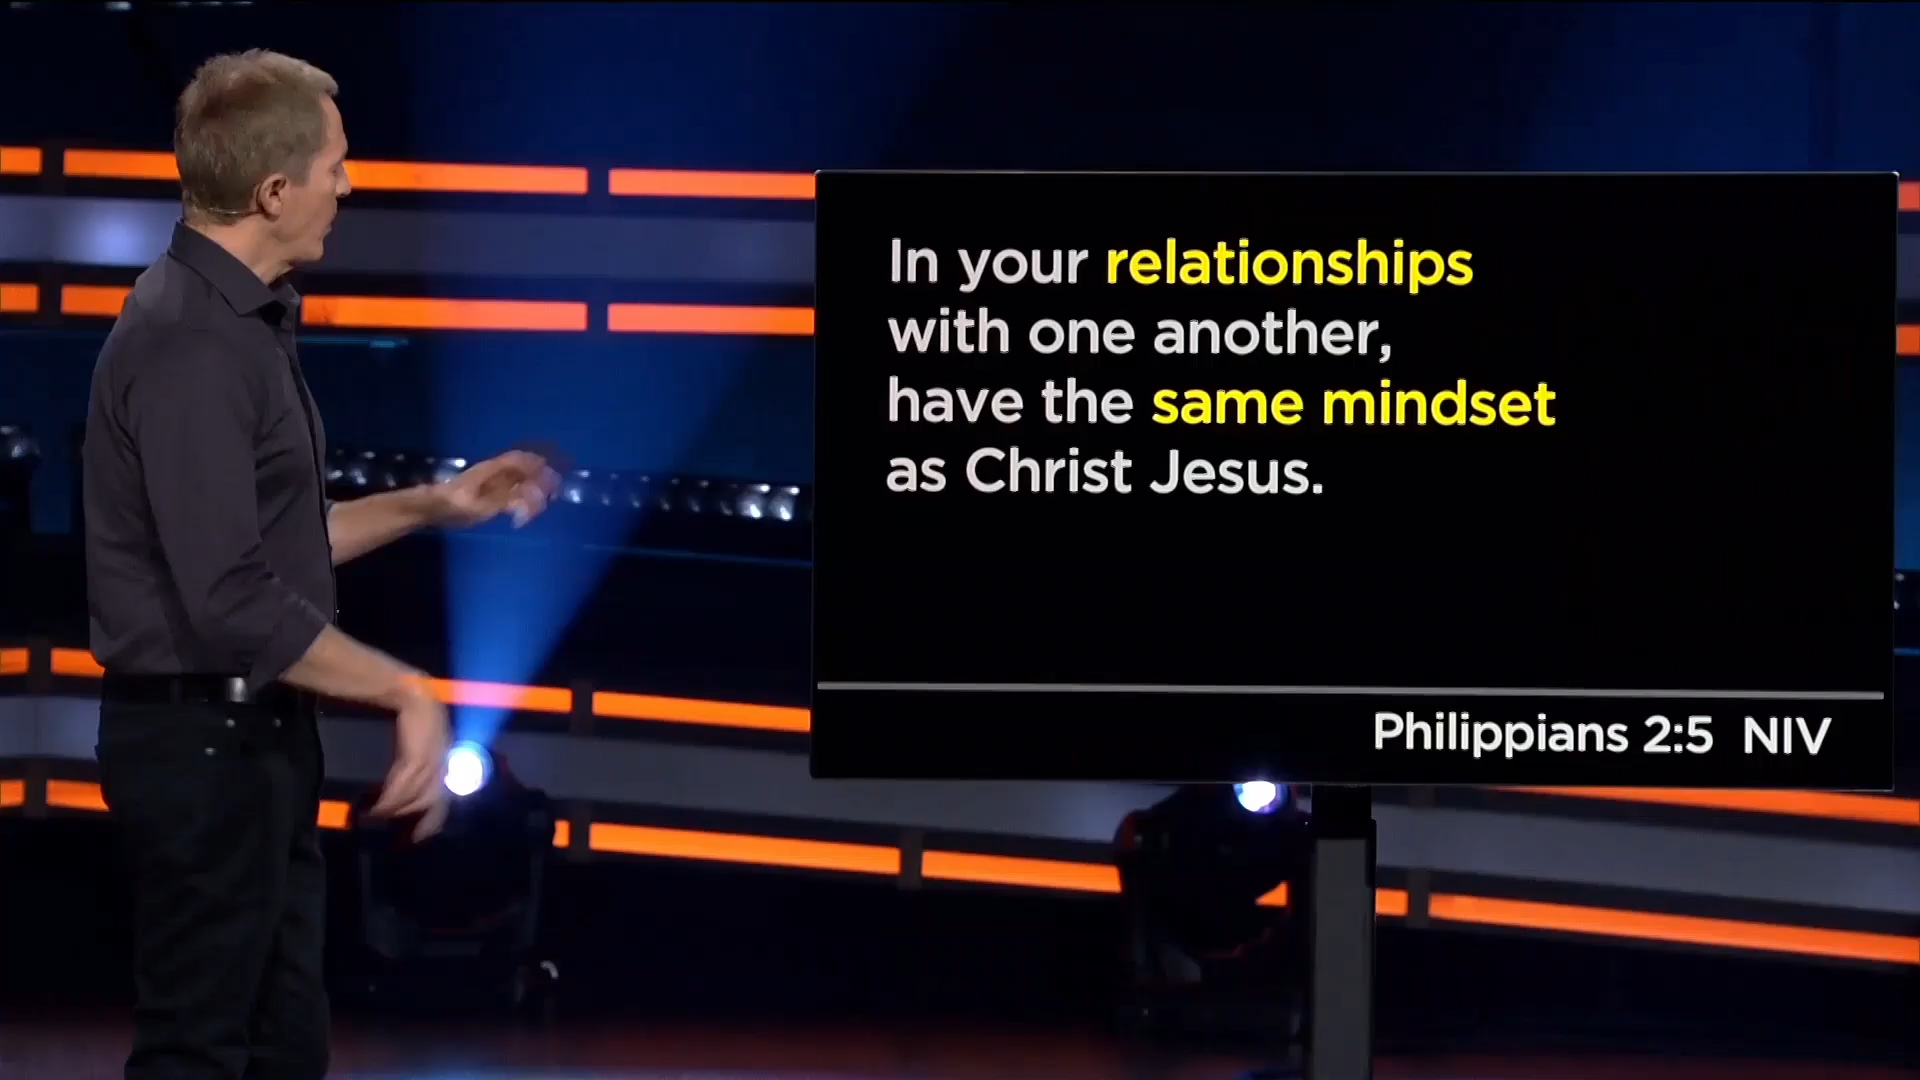 In your relationships
with one another,
have the same mindset
as Christ Jesus.
Philippians 2:5 NIV